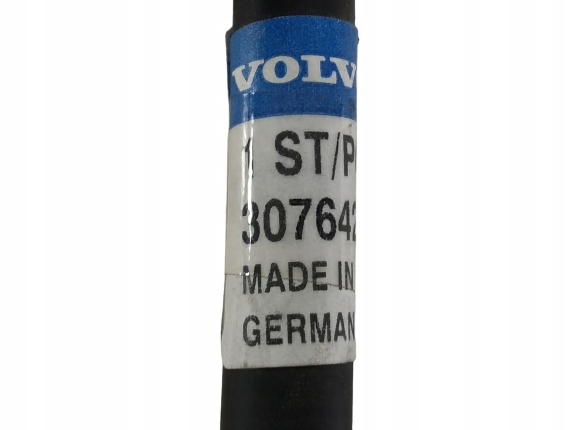 VOLV
1 ST/P
307642
MADE IN
GERMAN